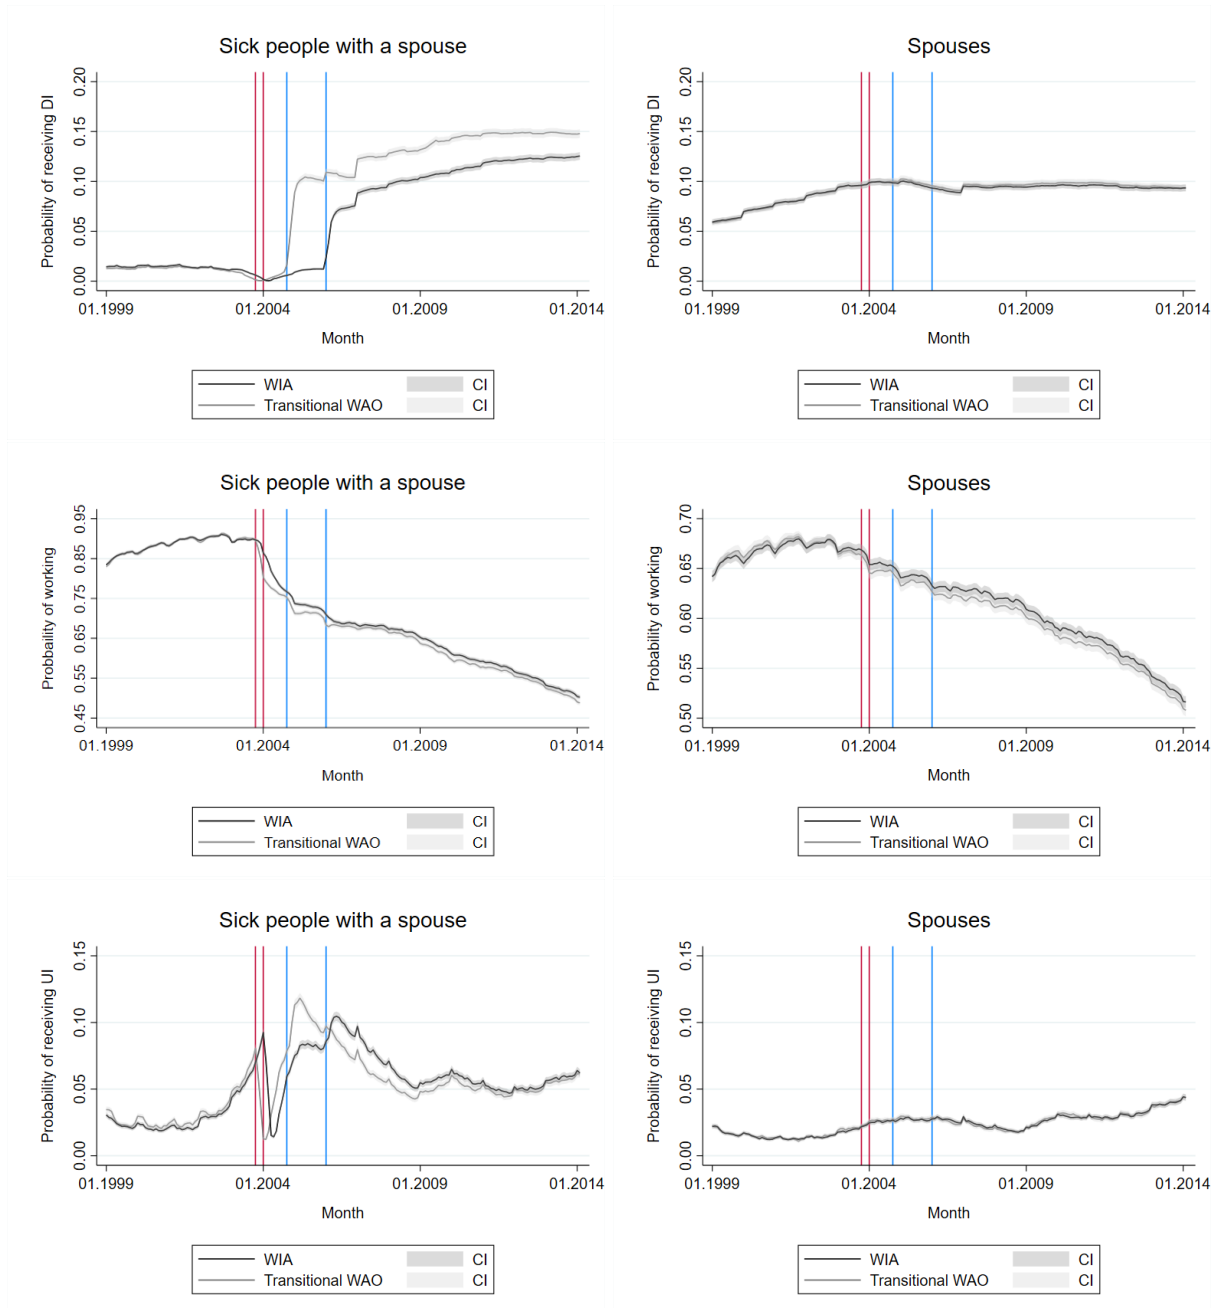 Sick people with a spouse
Probability of receiving DI
0.20
0.15
0.10
0.05
0.00
01.1999
01.2004
01.2009
01.2014
Month
WIA CI
Transitional WAO CI
Spouses
Probability of receiving DI
0.20
0.15
0.10
0.05
0.00
01.1999
01.2004
01.2009
01.2014
Month
WIA CI
Transitional WAO CI
Sick people with a spouse
Probbaility of working
0.95
0.85
0.75
0.65
0.55
0.45
01.1999
01.2004
01.2009
01.2014
Month
WIA CI
Transitional WAO CI
Spouses
Probability of working
0.70
0.65
0.60
0.55
0.50
01.1999
01.2004
01.2009
01.2014
Month
WIA CI
Transitional WAO CI
Sick people with a spouse
Probability of receiving UI
0.15
0.10
0.05
0.00
01.1999
01.2004
01.2009
01.2014
Month
WIA CI
Transitional WAO CI
Spouses
Probability of receiving UI
0.15
0.10
0.05
0.00
01.1999
01.2004
01.2009
01.2014
Month
WIA CI
Transitional WAO CI